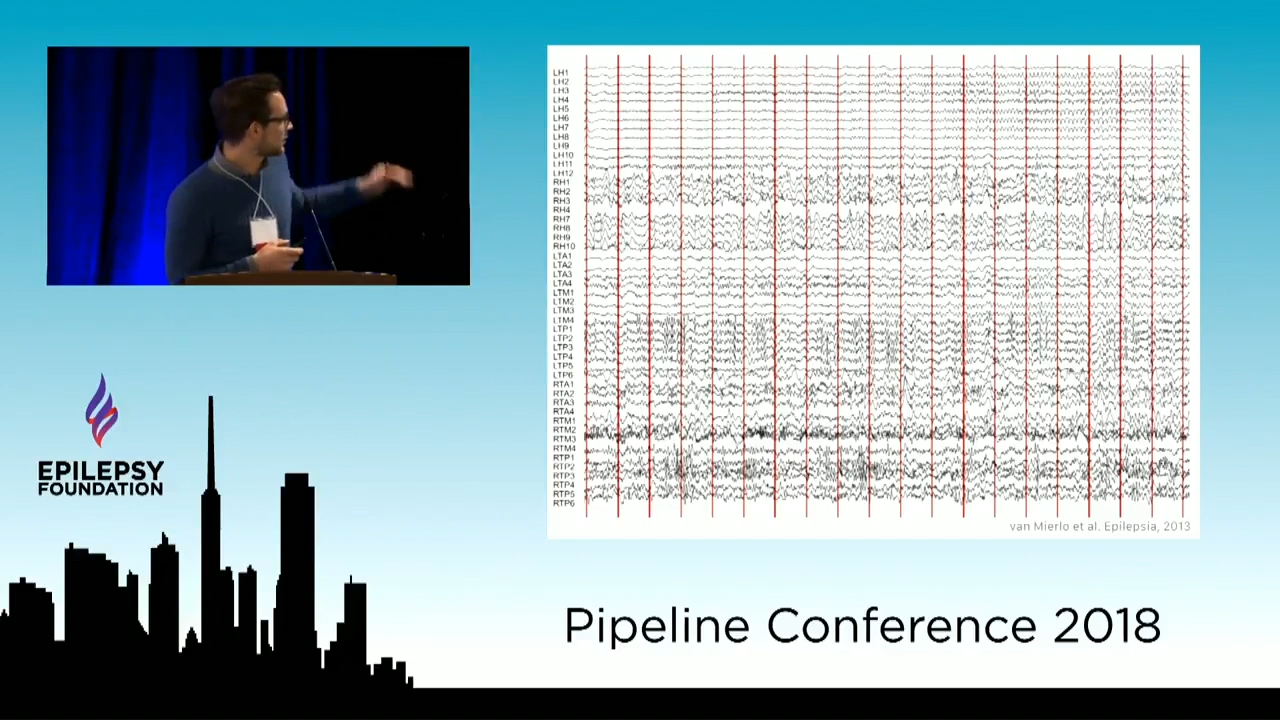 LH1
LH2
LH3
LH4
LH5
LH6
LH7
LH8
LH9
LH10
LH11
LH12
RH1
RH2
RH3
RH4
RH7
RH8
RH9
RH10
LTA1
LTA2
LTA3
LTA4
LTM1
LTM2
LTM3
LTM4
LTP1
LTP2
LTP3
LTP4
LTP5
LTP6
RTA1
RTA2
RTA3
RTA4
RTM1
RTM2
RTM3
RTM4
RTP1
RTP2
RTP3
RTP4
RTP5
RTP6
van Mierlo et al. Epilepsia, 2013
EPILEPSY
FOUNDATION
Pipeline Conference 2018